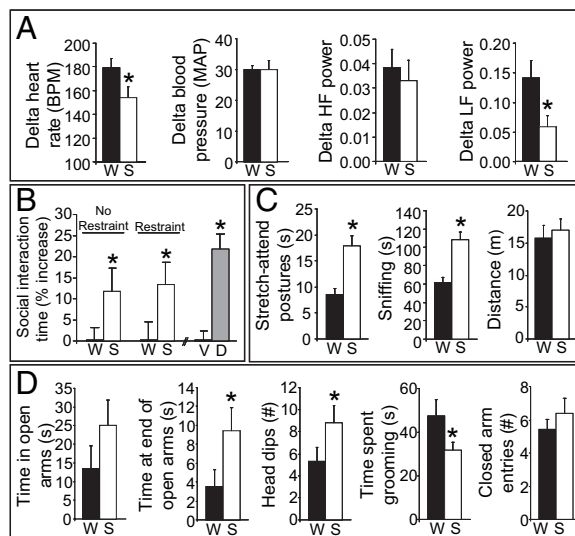 A
Delta heart
rate (BPM)
200
180
160
140
120
100
*
W S
Delta blood
pressure (MAP)
40
30
20
10
0
W S
Delta HF power
0.05
0.04
0.03
0.02
0.01
0.00
W S
Delta LF power
0.20
0.15
0.10
0.05
0.00
*
W S
B
Social interaction
time (% increase)
30
25
20
15
10
5
0
No
Restraint
Restraint
*
*
*
W S
W S
//
V D
C
Stretch-attend
postures (s)
25
20
15
10
5
0
*
W S
Sniffing (s)
140
120
100
80
60
40
20
0
*
W S
Distance (m)
20
15
10
5
0
W S
D
Time in open
arms (s)
35
30
25
20
15
10
5
0
W S
Time at end of
open arms (s)
14
12
10
8
6
4
2
0
*
W S
Head dips (#)
12
10
8
6
4
2
0
*
W S
Time spent
grooming (s)
60
40
20
0
*
W S
Closed arm
entries (#)
8
6
4
2
0
W S